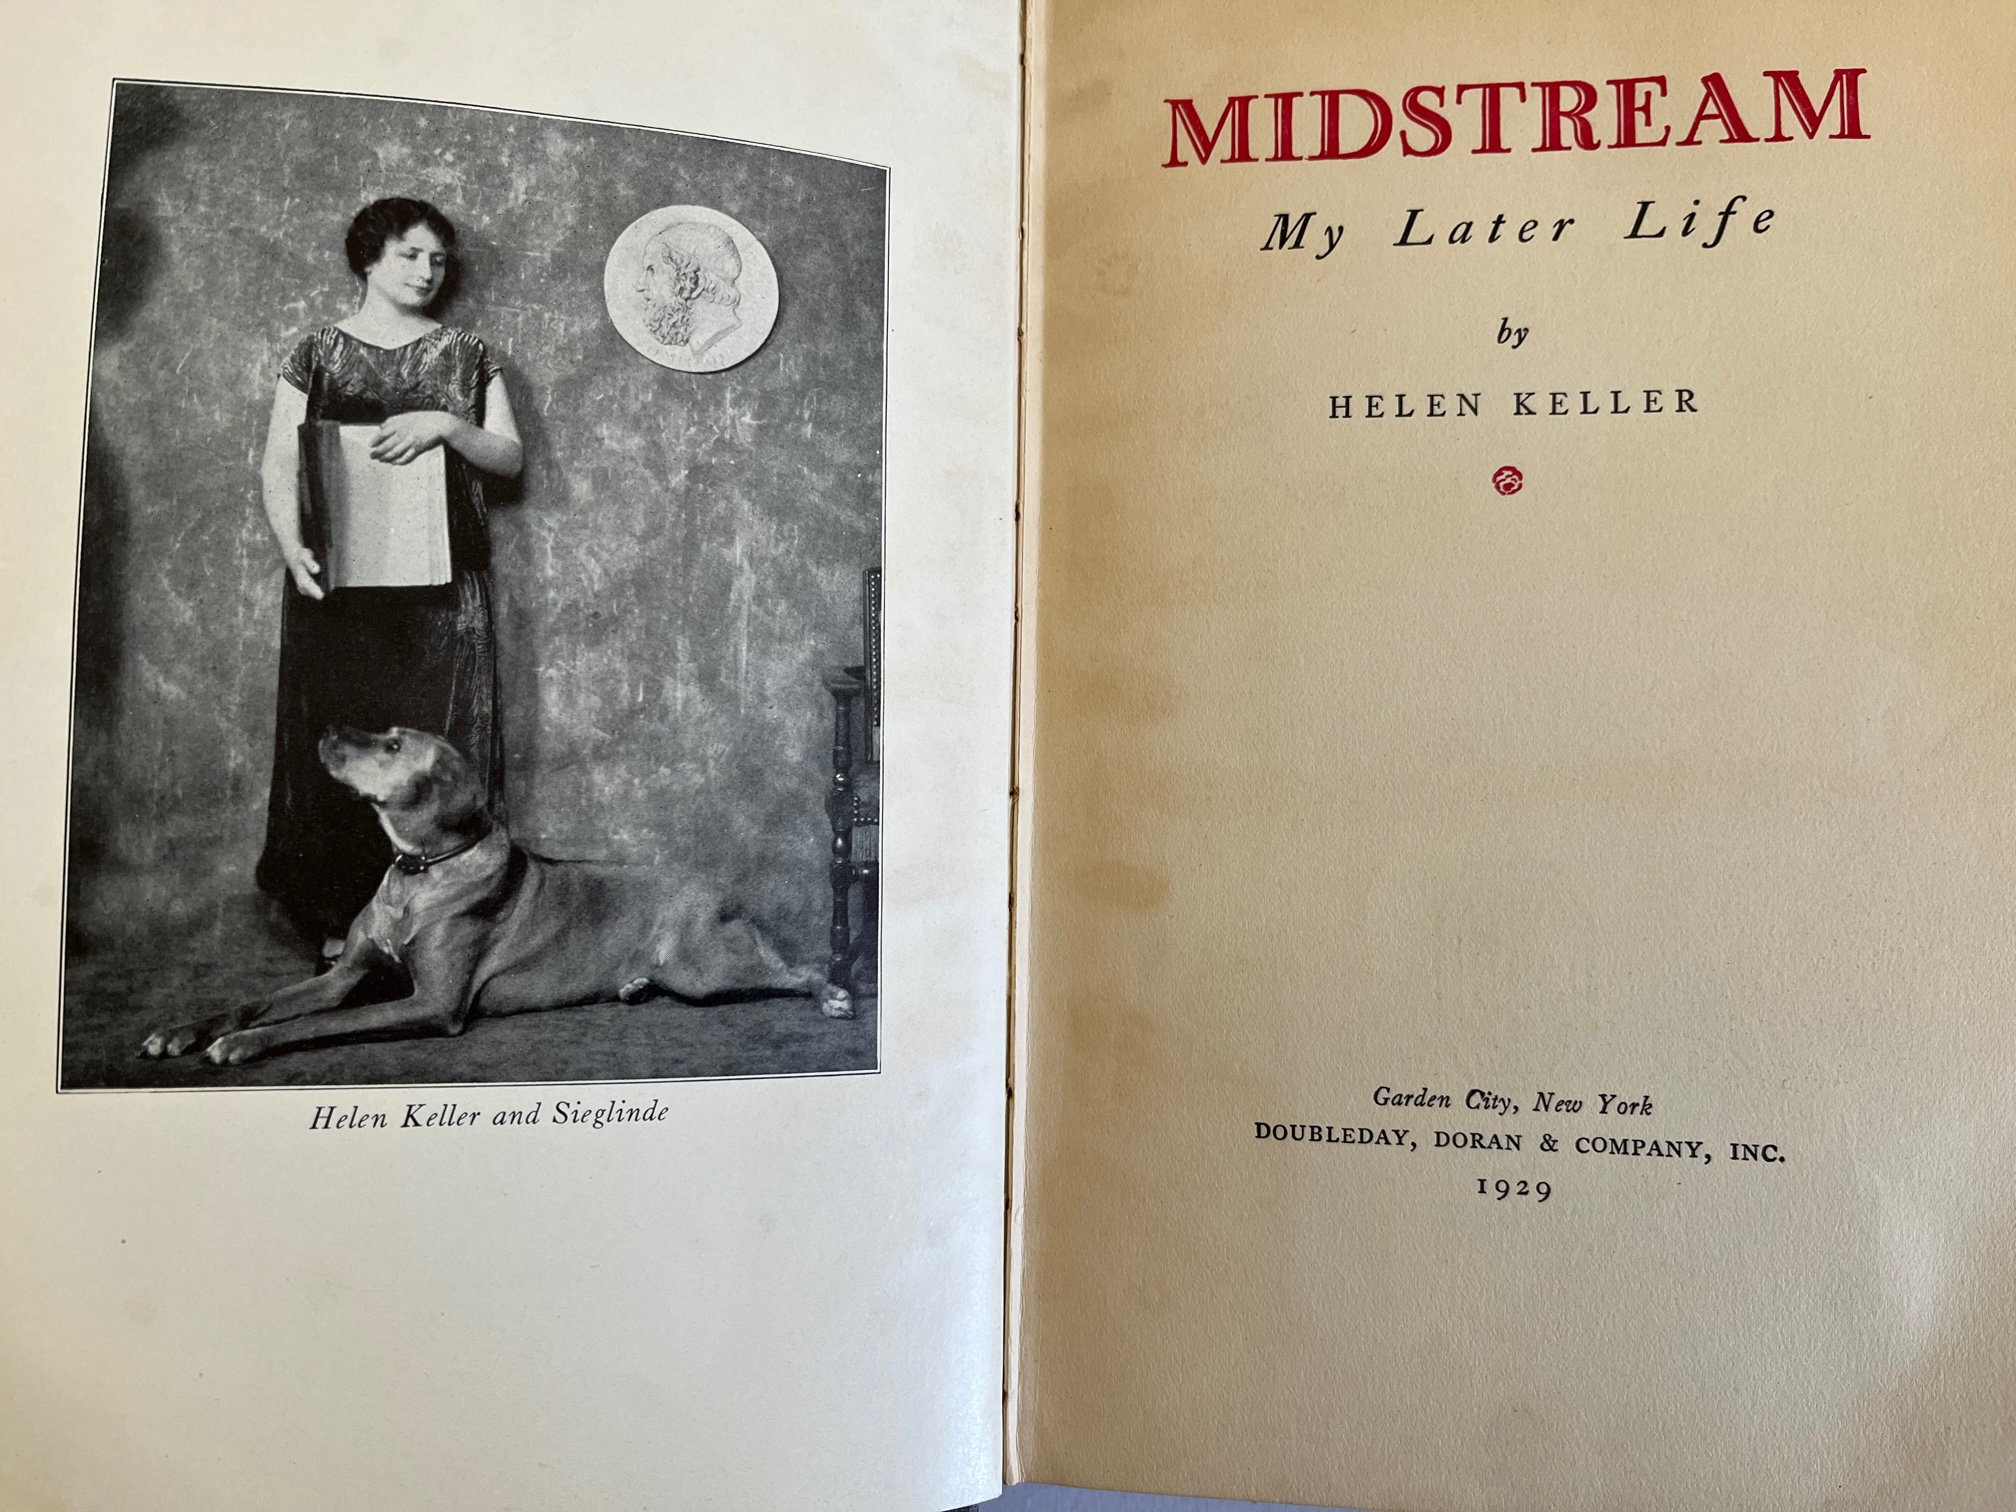 Helen Keller and Sieglinde
MIDSTREAM
My Later Life
by
HELEN KELLER
Garden City, New York
DOUBLEDAY, DORAN & COMPANY, INC.
1929